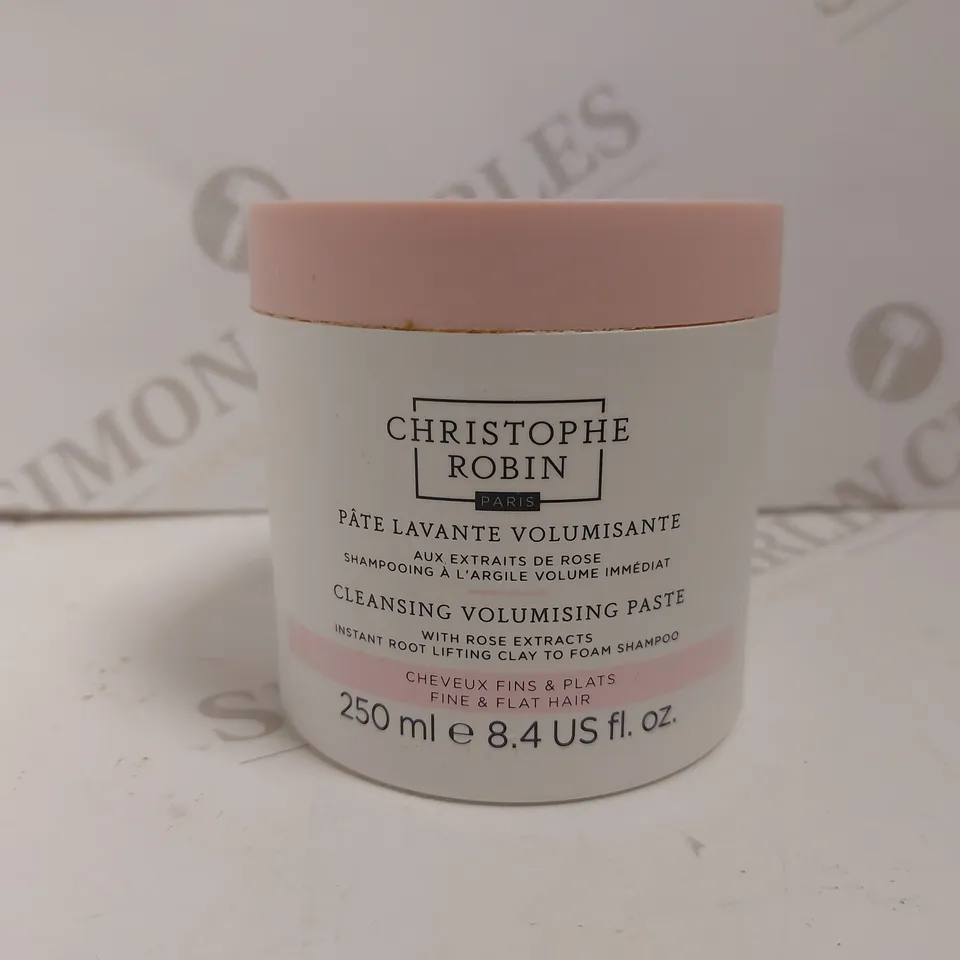 CHRISTOPHE
ROBIN
PARIS
PÂTE LAVANTE VOLUMISANTE
AUX EXTRAITS DE ROSE
SHAMPOOING À L'ARGILE VOLUME IMMÉDIAT
CLEANSING VOLUMISING PASTE
WITH ROSE EXTRACTS
INSTANT ROOT LIFTING CLAY TO FOAM SHAMPOO
CHEVEUX FINS & PLATS
FINE & FLAT HAIR
250 ml e 8.4 US fl. oz.
SIMON